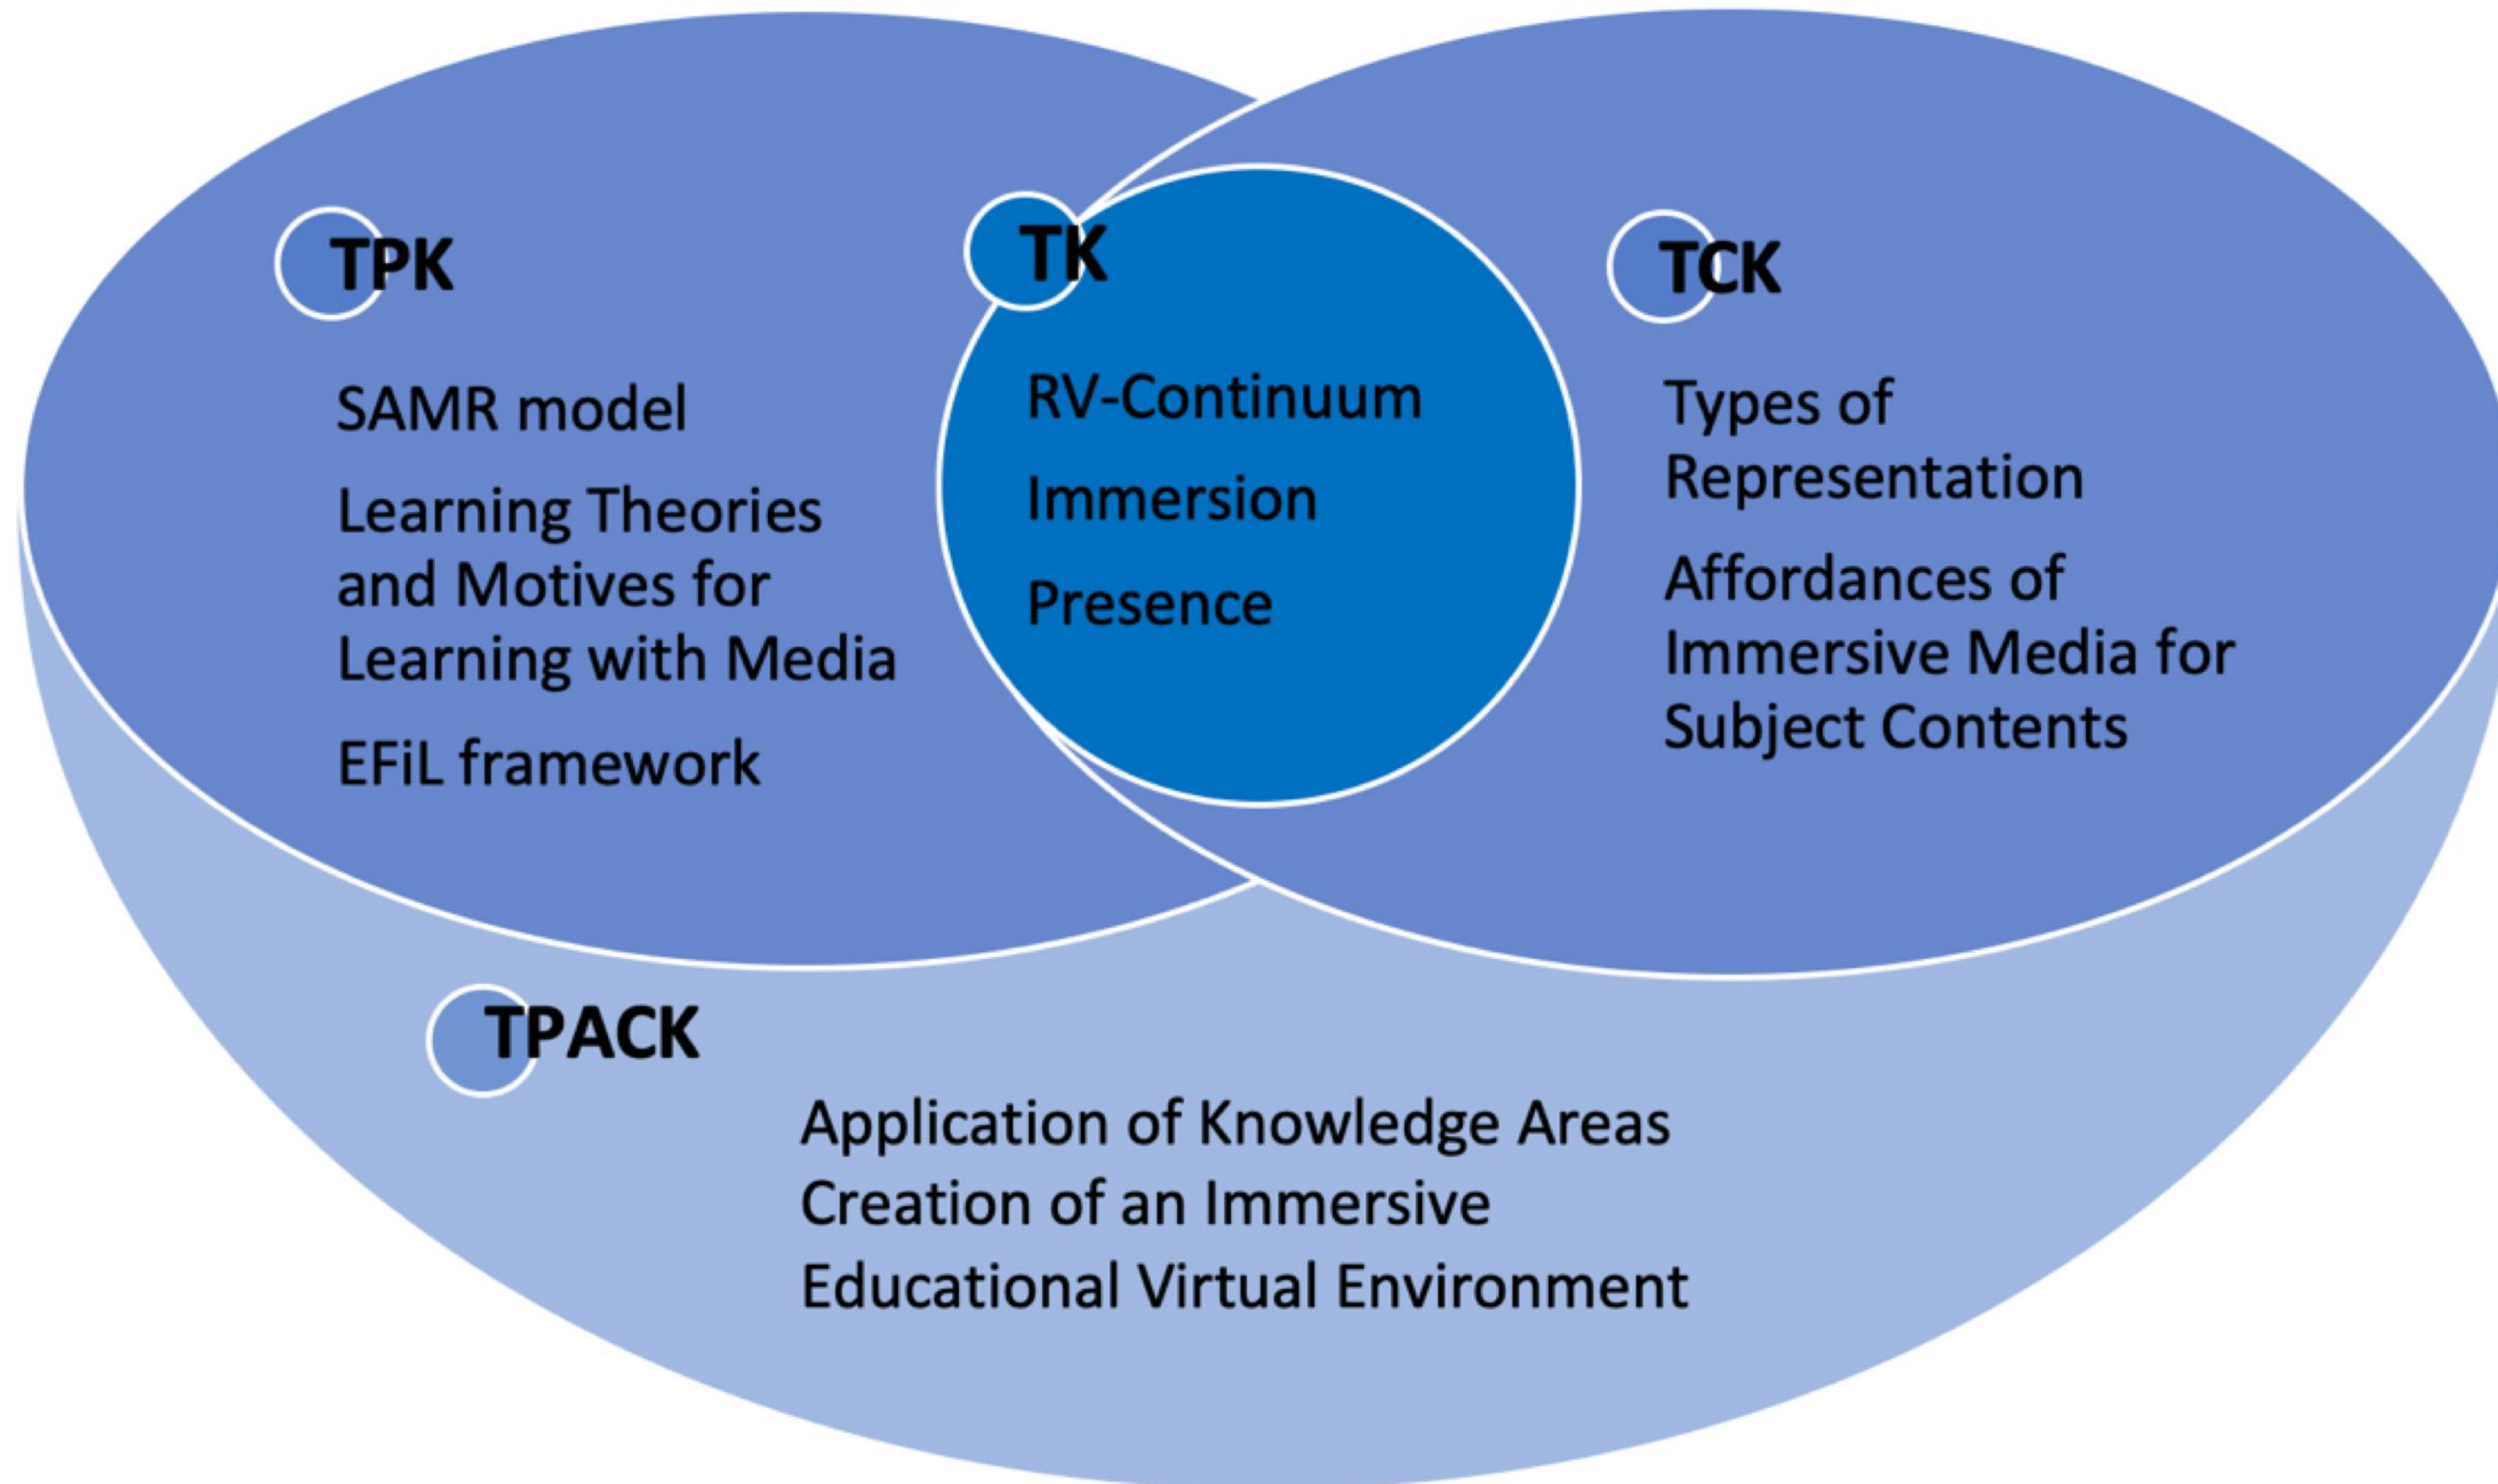 TPK
SAMR model
Learning Theories
and Motives for
Learning with Media
EFiL framework
TK
RV-Continuum
Immersion
Presence
TCK
Types of
Representation
Affordances of
Immersive Media for
Subject Contents
TPACK
Application of Knowledge Areas
Creation of an Immersive
Educational Virtual Environment